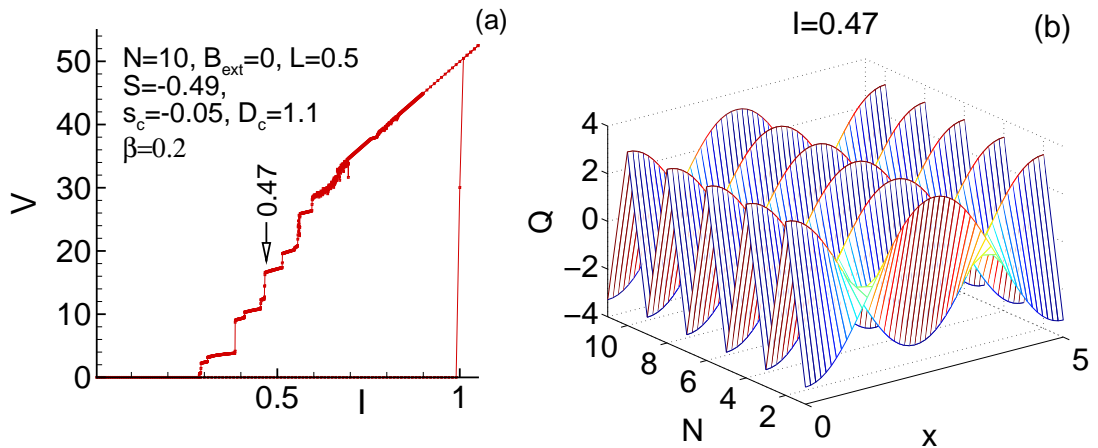 (a)
N=10, B_ext=0, L=0.5
S=-0.49,
s_c=-0.05, D_c=1.1
β=0.2
0.47
V
50
40
30
20
10
0
0.5
I
1
I=0.47
(b)
Q
4
2
0
−2
−4
10
8
6
4
2
N
0
x
5